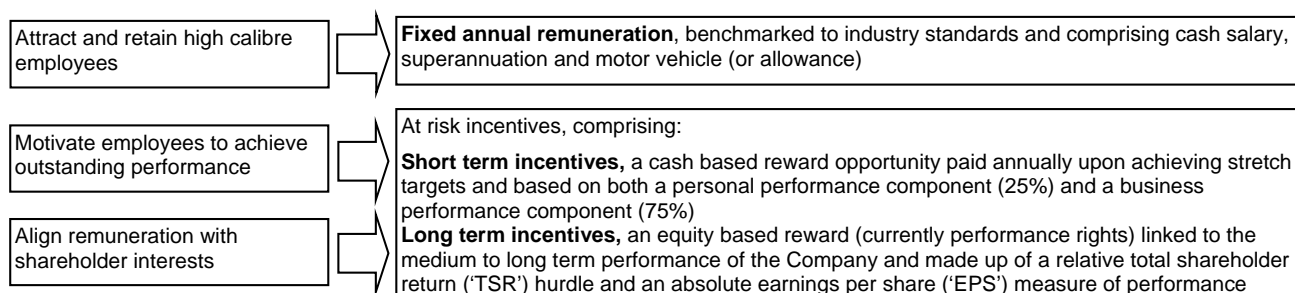 Attract and retain high calibre
employees
Fixed annual remuneration, benchmarked to industry standards and comprising cash salary,
superannuation and motor vehicle (or allowance)
Motivate employees to achieve
outstanding performance
Align remuneration with
shareholder interests
At risk incentives, comprising:
Short term incentives, a cash based reward opportunity paid annually upon achieving stretch
targets and based on both a personal performance component (25%) and a business
performance component (75%)
Long term incentives, an equity based reward (currently performance rights) linked to the
medium to long term performance of the Company and made up of a relative total shareholder
return (‘TSR’) hurdle and an absolute earnings per share (‘EPS’) measure of performance